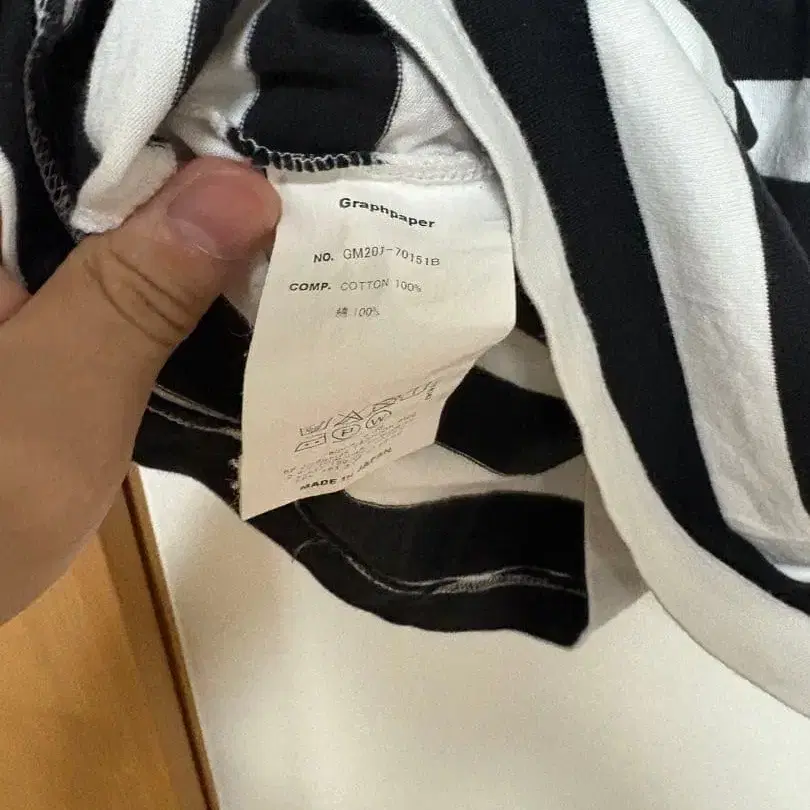 Graphpaper
NO. GM201-70151B
COMP. COTTON 100%
綿 100%
MADE IN JAPAN